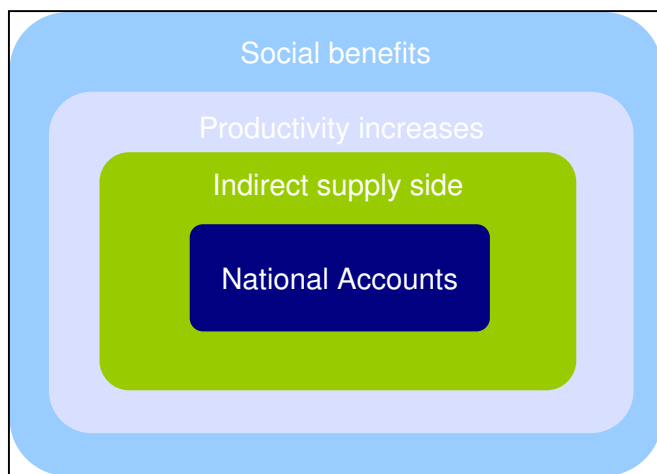 Social benefits
Productivity increases
Indirect supply side
National Accounts